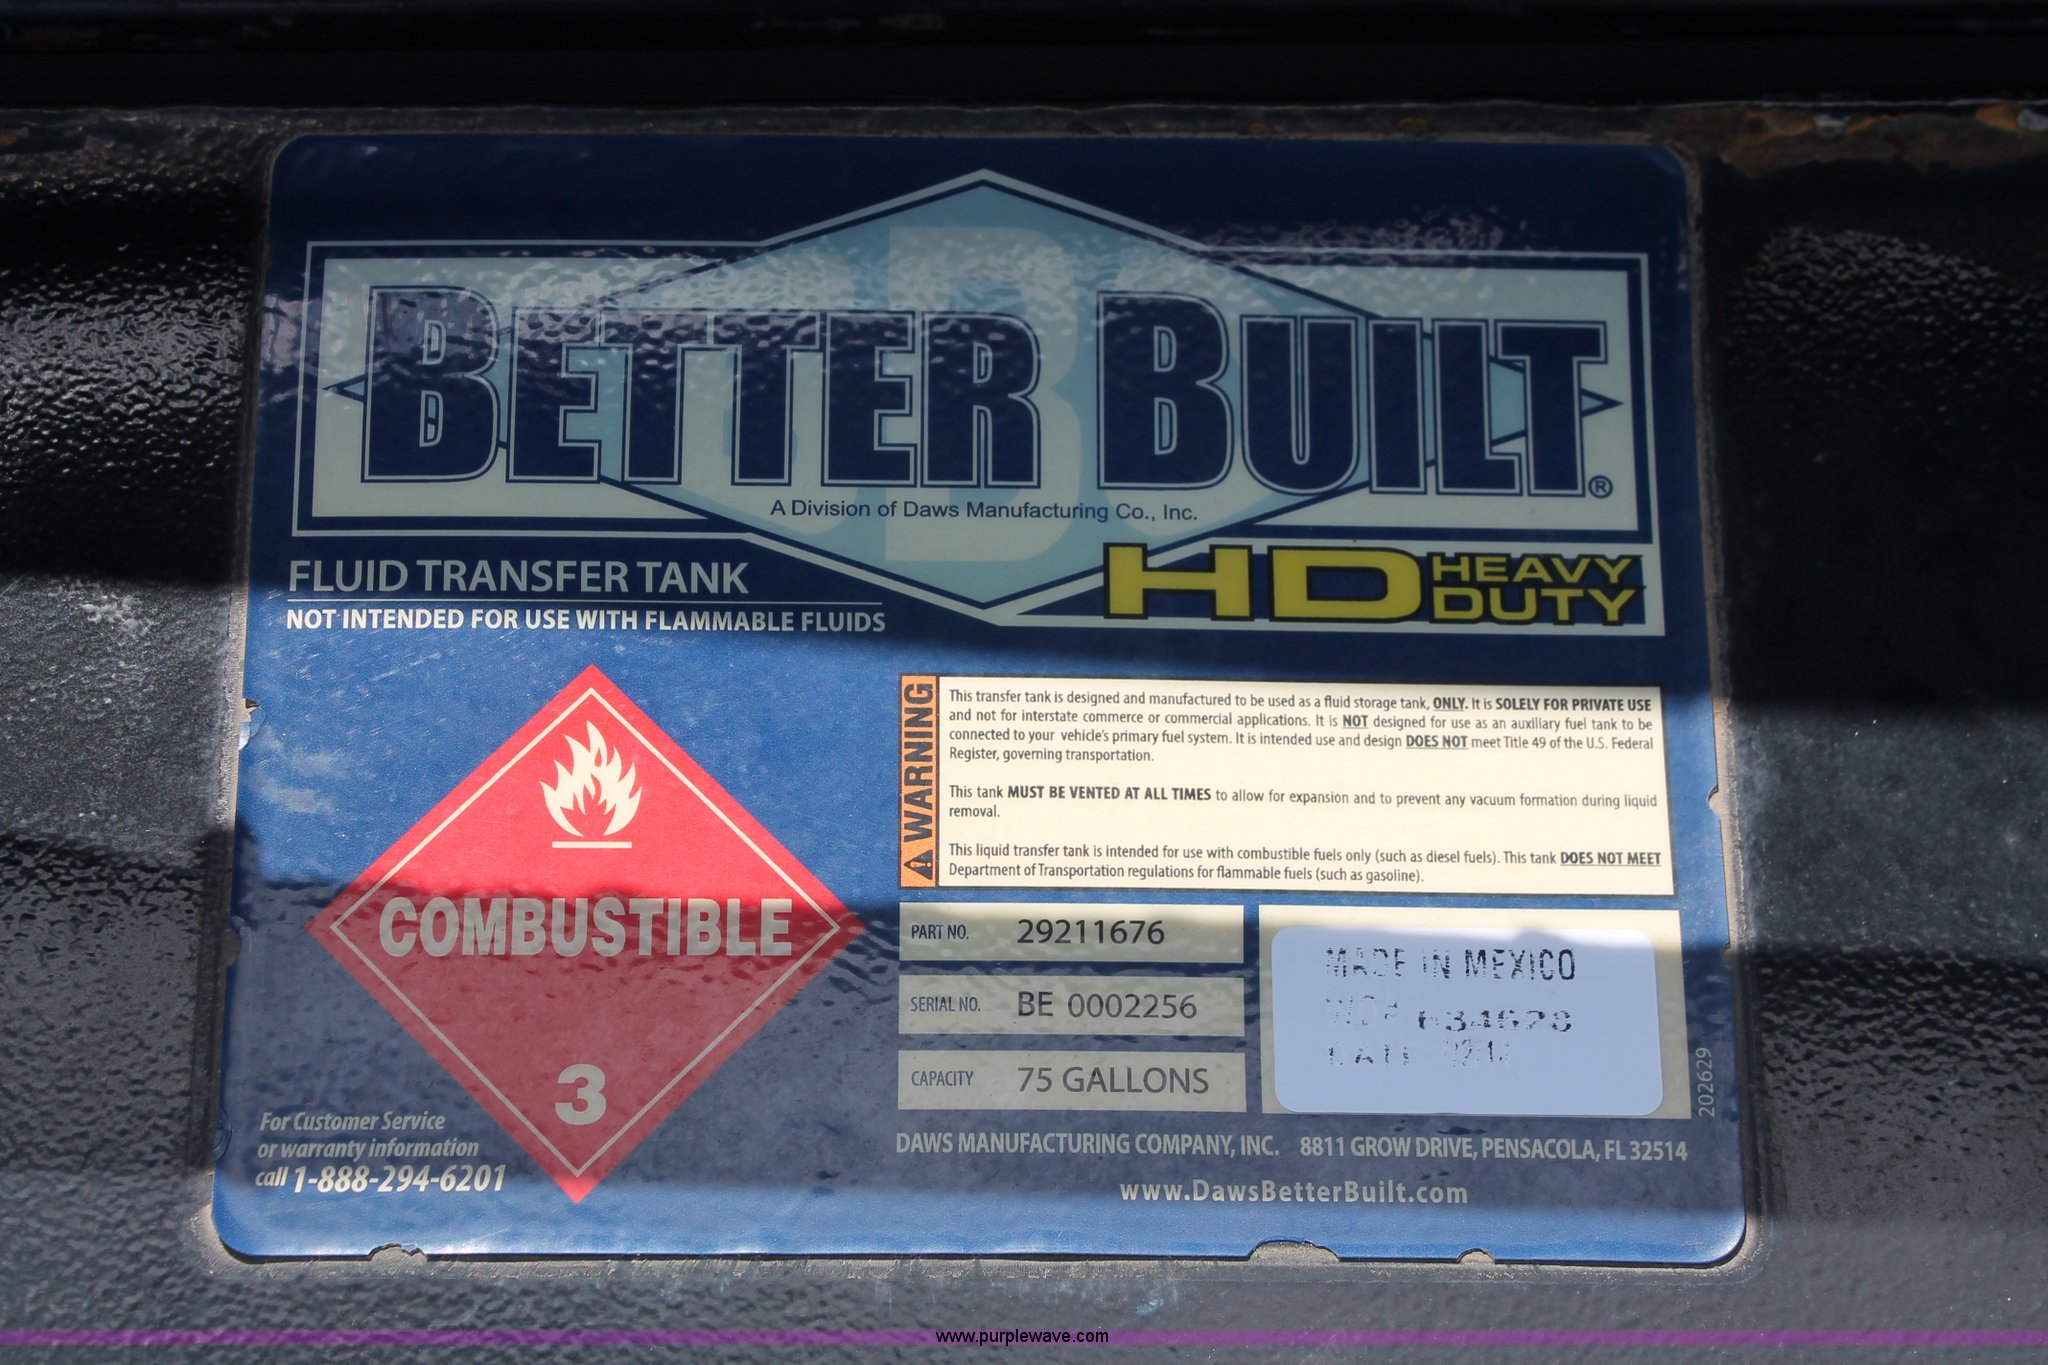 BETTER BUILT®
A Division of Daws Manufacturing Co., Inc.
HD HEAVY DUTY
FLUID TRANSFER TANK
NOT INTENDED FOR USE WITH FLAMMABLE FLUIDS
WARNING
This transfer tank is designed and manufactured to be used as a fluid storage tank, ONLY. It is SOLELY FOR PRIVATE USE
and not for interstate commerce or commercial applications. It is NOT designed for use as an auxiliary fuel tank to be
connected to your vehicle's primary fuel system. It is intended use and design DOES NOT meet Title 49 of the U.S. Federal
Register, governing transportation.
This tank MUST BE VENTED AT ALL TIMES to allow for expansion and to prevent any vacuum formation during liquid
removal.
This liquid transfer tank is intended for use with combustible fuels only (such as diesel fuels). This tank DOES NOT MEET
Department of Transportation regulations for flammable fuels (such as gasoline).
COMBUSTIBLE
3
PART NO. 29211676
SERIAL NO. BE 0002256
CAPACITY 75 GALLONS
MADE IN MEXICO
202629
For Customer Service
or warranty information
call 1-888-294-6201
DAWS MANUFACTURING COMPANY, INC. 8811 GROW DRIVE, PENSACOLA, FL 32514
www.DawsBetterBuilt.com
www.purplewave.com